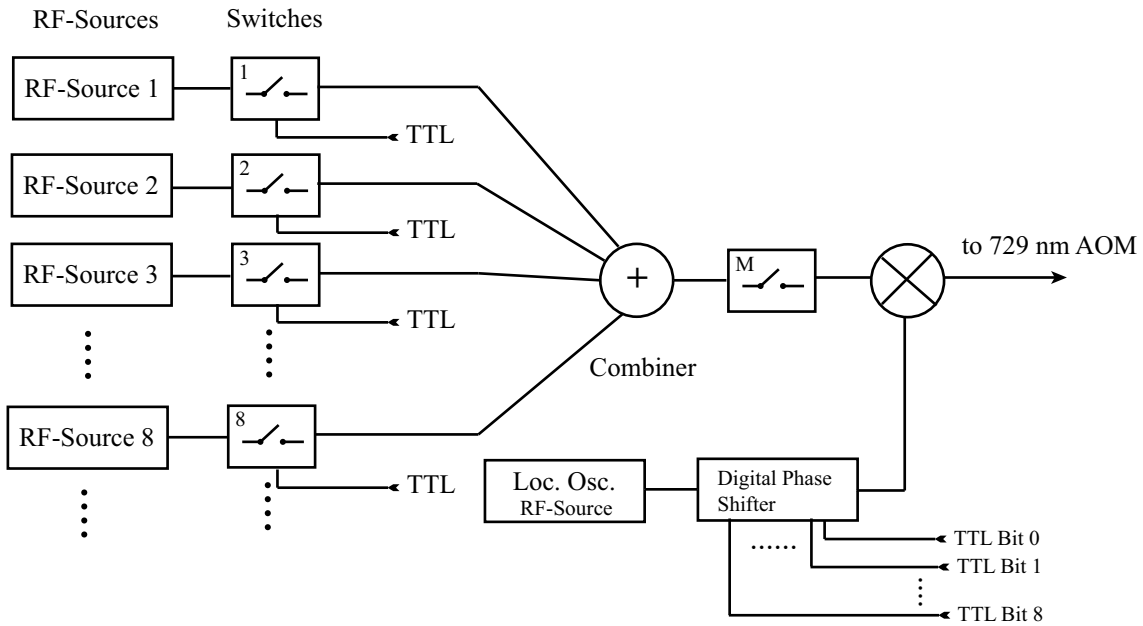 RF-Sources
Switches
RF-Source 1
1
TTL
RF-Source 2
2
TTL
RF-Source 3
3
TTL
RF-Source 8
8
TTL
+
Combiner
M
to 729 nm AOM
Loc. Osc.
RF-Source
Digital Phase
Shifter
TTL Bit 0
TTL Bit 1
TTL Bit 8